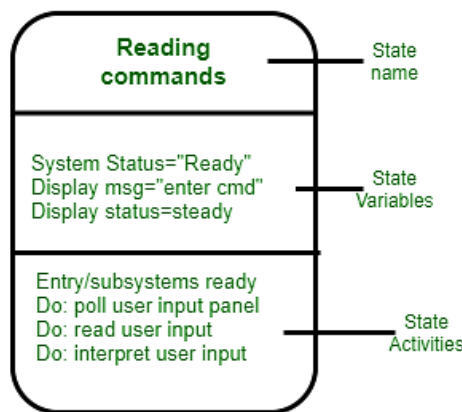 Reading
commands
State
name
System Status="Ready"
Display msg="enter cmd"
Display status=steady
State
Variables
Entry/subsystems ready
Do: poll user input panel
Do: read user input
Do: interpret user input
State
Activities